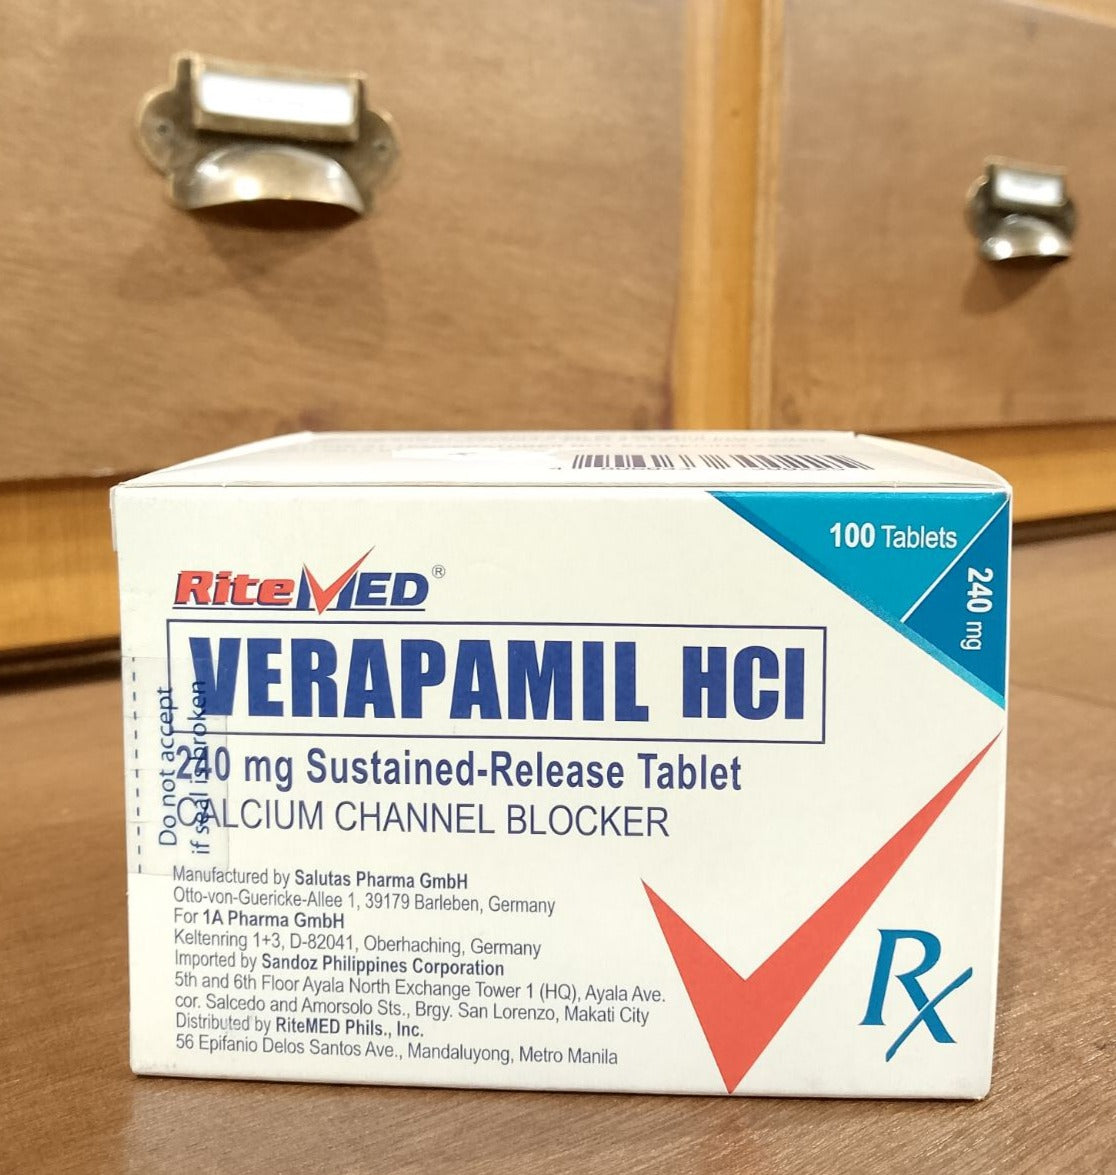 100 Tablets
240 mg
RiteMED®
VERAPAMIL HCl
240 mg Sustained-Release Tablet
CALCIUM CHANNEL BLOCKER
Do not accept
if seal is broken
Manufactured by Salutas Pharma GmbH
Otto-von-Guericke-Allee 1, 39179 Barleben, Germany
For 1A Pharma GmbH
Keltenring 1+3, D-82041, Oberhaching, Germany
Imported by Sandoz Philippines Corporation
5th and 6th Floor Ayala North Exchange Tower 1 (HQ), Ayala Ave.
cor. Salcedo and Amorsolo Sts., Brgy. San Lorenzo, Makati City
Distributed by RiteMED Phils., Inc.
56 Epifanio Delos Santos Ave., Mandaluyong, Metro Manila
Rx